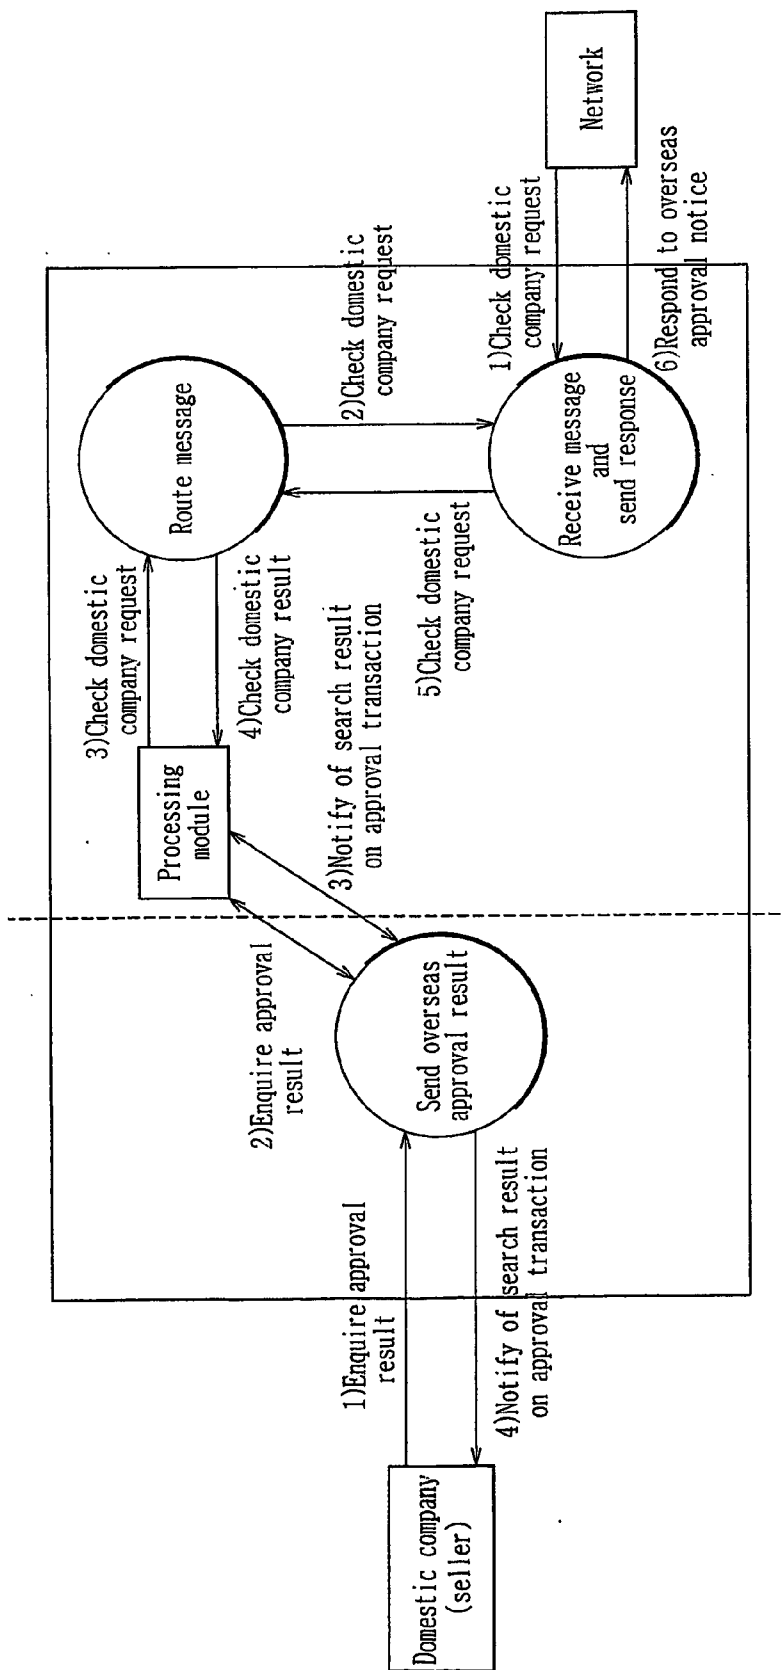 Domestic company
(seller)
1)Enquire approval
result
4)Notify of search result
on approval transaction
Send overseas
approval result
2)Enquire approval
result
3)Notify of search result
on approval transaction
Processing
module
3)Check domestic
company request
4)Check domestic
company result
Route message
2)Check domestic
company request
5)Check domestic
company request
Receive message
and
send response
1)Check domestic
company request
6)Respond to overseas
approval notice
Network